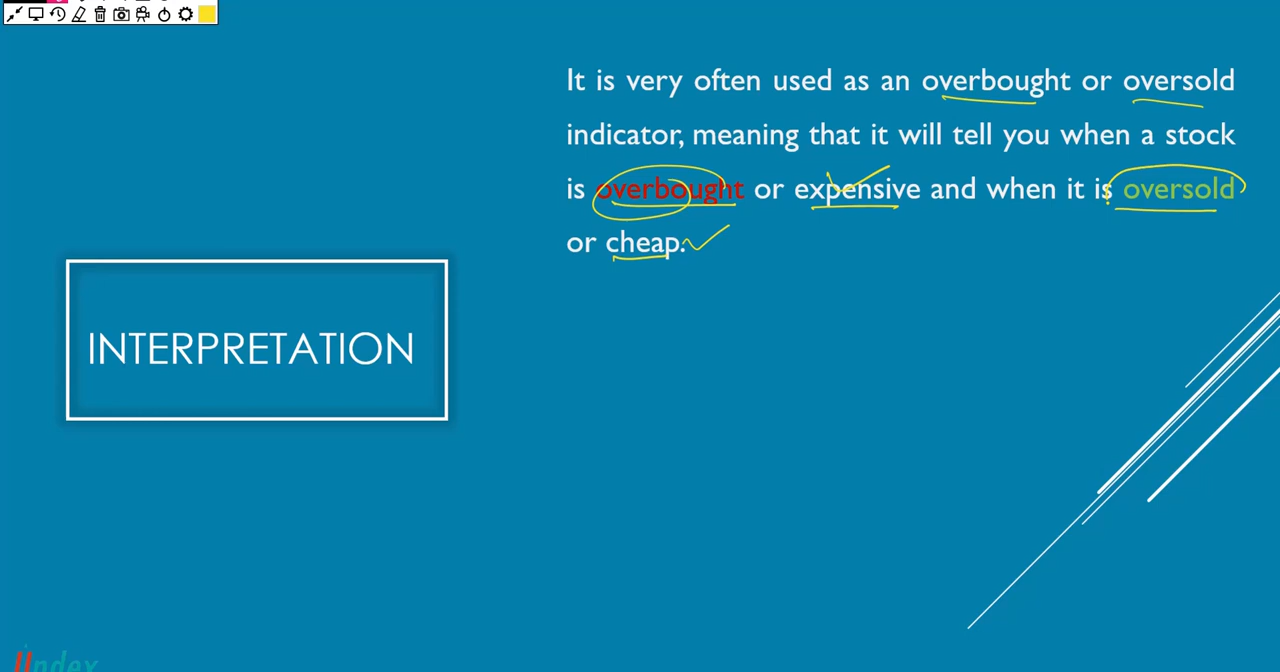 It is very often used as an overbought or oversold
indicator, meaning that it will tell you when a stock
is overbought or expensive and when it is oversold
or cheap.
INTERPRETATION